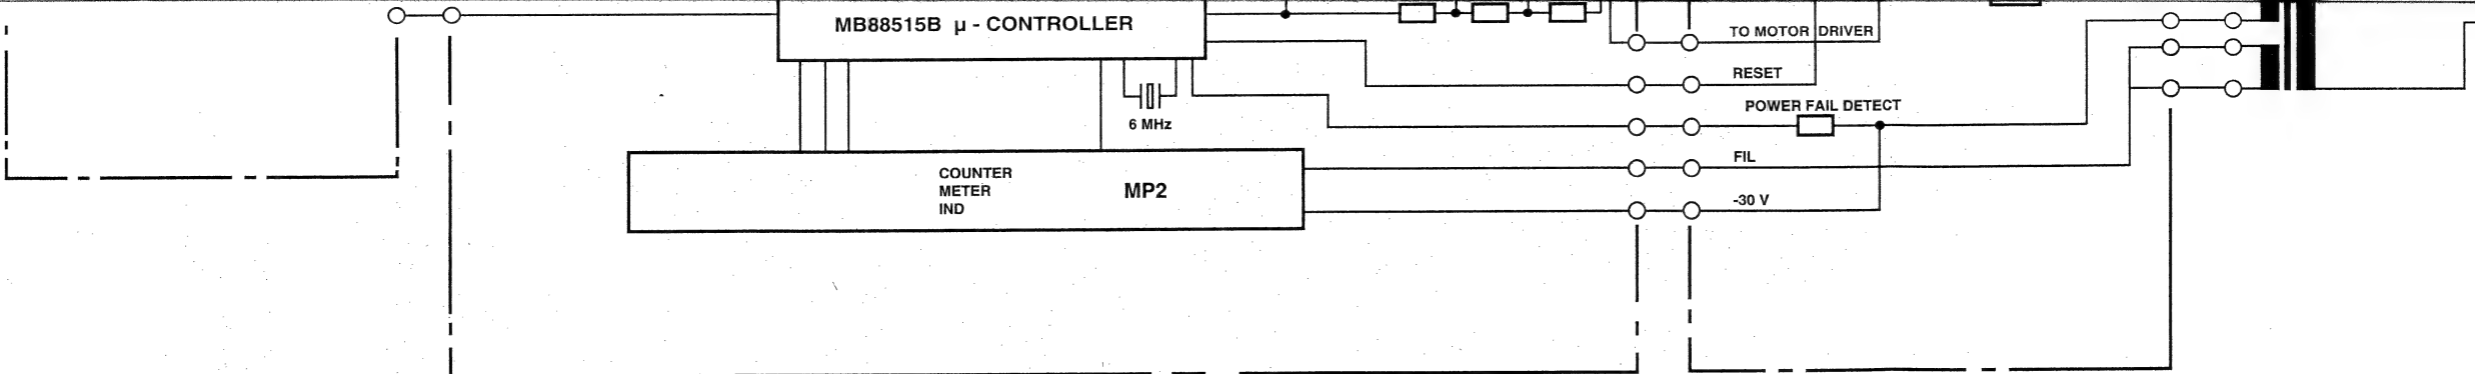 MB88515B µ - CONTROLLER
TO MOTOR DRIVER
RESET
POWER FAIL DETECT
6 MHz
FIL
COUNTER
METER
IND
MP2
-30 V